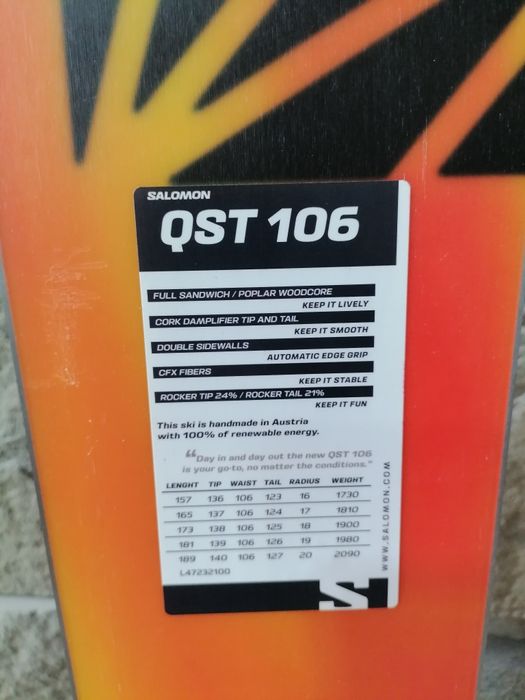 SALOMON
QST 106
FULL SANDWICH / POPLAR WOODCORE
KEEP IT LIVELY
CORK DAMPLIFIER TIP AND TAIL
KEEP IT SMOOTH
DOUBLE SIDEWALLS
AUTOMATIC EDGE GRIP
CFX FIBERS
KEEP IT STABLE
ROCKER TIP 24% / ROCKER TAIL 21%
KEEP IT FUN
This ski is handmade in Austria
with 100% of renewable energy.
“Day in and day out the new QST 106
is your go-to, no matter the conditions.”
LENGHT TIP WAIST TAIL RADIUS WEIGHT
157 136 106 123 16 1730
165 137 106 124 17 1810
173 138 106 125 18 1900
181 139 106 126 19 1980
189 140 106 127 20 2090
L47232100
WWW.SALOMON.COM
S